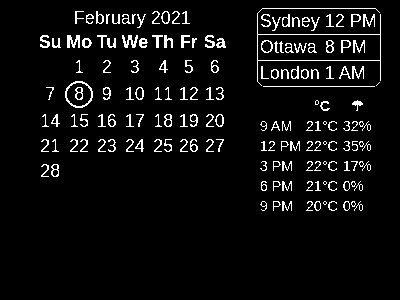 February 2021
Su Mo Tu We Th Fr Sa
1 2 3 4 5 6
7 8 9 10 11 12 13
14 15 16 17 18 19 20
21 22 23 24 25 26 27
28
Sydney 12 PM
Ottawa 8 PM
London 1 AM
°C ☂
9 AM 21°C 32%
12 PM 22°C 35%
3 PM 22°C 17%
6 PM 21°C 0%
9 PM 20°C 0%